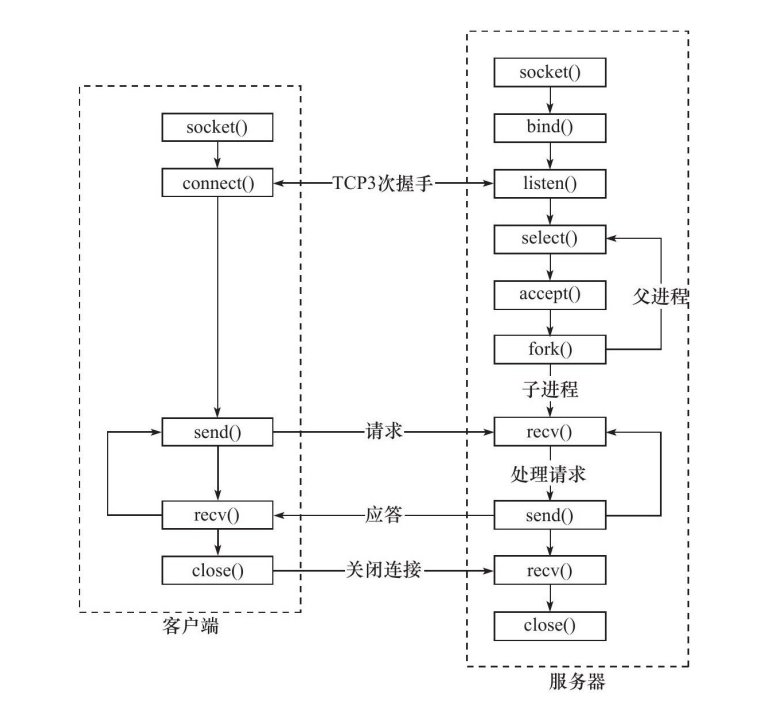 socket()
bind()
socket()
connect()
TCP3次握手
listen()
select()
accept()
父进程
fork()
子进程
send()
请求
recv()
处理请求
recv()
应答
send()
close()
关闭连接
recv()
close()
客户端
服务器